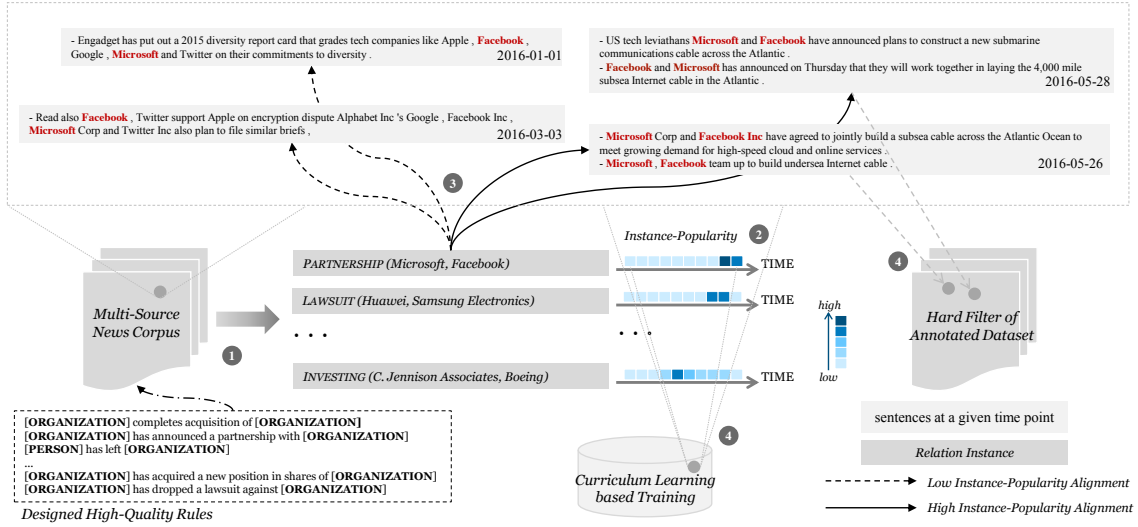 - Engadget has put out a 2015 diversity report card that grades tech companies like Apple , Facebook ,
Google , Microsoft and Twitter on their commitments to diversity .
2016-01-01
- US tech leviathans Microsoft and Facebook have announced plans to construct a new submarine
communications cable across the Atlantic .
- Facebook and Microsoft has announced on Thursday that they will work together in laying the 4,000 mile
subsea Internet cable in the Atlantic .
2016-05-28
- Read also Facebook , Twitter support Apple on encryption dispute Alphabet Inc 's Google , Facebook Inc ,
Microsoft Corp and Twitter Inc also plan to file similar briefs ,
2016-03-03
- Microsoft Corp and Facebook Inc have agreed to jointly build a subsea cable across the Atlantic Ocean to
meet growing demand for high-speed cloud and online services .
- Microsoft , Facebook team up to build undersea Internet cable .
2016-05-26
3
Instance-Popularity
2
PARTNERSHIP (Microsoft, Facebook)
TIME
4
Multi-Source
News Corpus
LAWSUIT (Huawei, Samsung Electronics)
TIME
high
Hard Filter of
Annotated Dataset
. . .
. . .
1
INVESTING (C. Jennison Associates, Boeing)
TIME
low
[ORGANIZATION] completes acquisition of [ORGANIZATION]
[ORGANIZATION] has announced a partnership with [ORGANIZATION]
[PERSON] has left [ORGANIZATION]
...
[ORGANIZATION] has acquired a new position in shares of [ORGANIZATION]
[ORGANIZATION] has dropped a lawsuit against [ORGANIZATION]
Designed High-Quality Rules
4
Curriculum Learning
based Training
sentences at a given time point
Relation Instance
Low Instance-Popularity Alignment
High Instance-Popularity Alignment